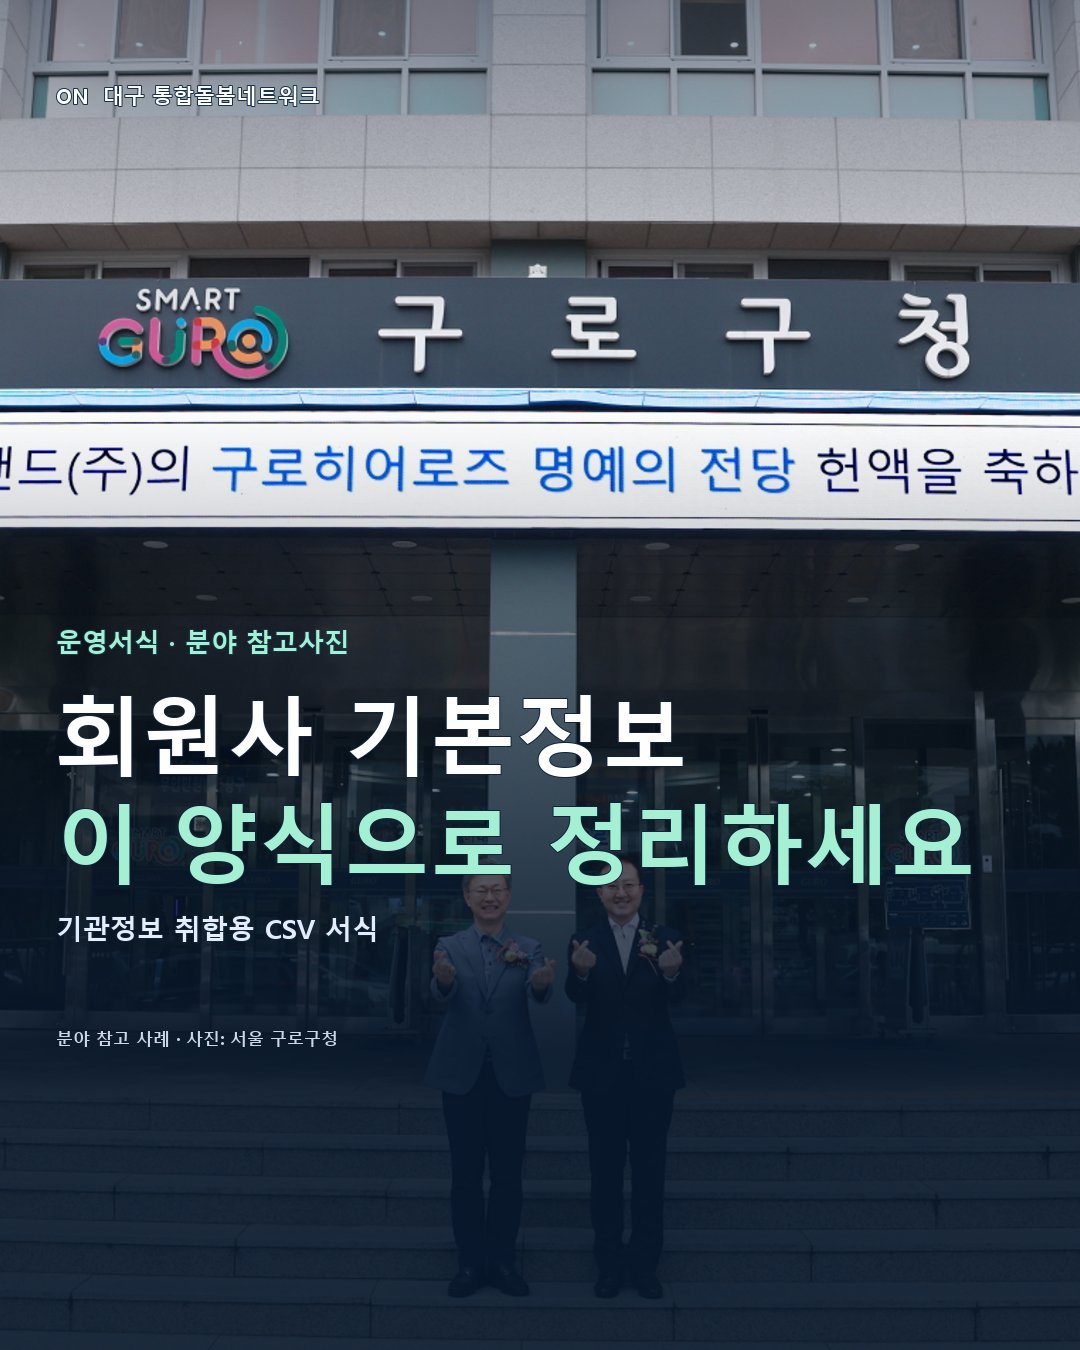 ON 대구 통합돌봄네트워크
SMART
GURO
구로구청
(주)의 구로히어로즈 명예의 전당 헌액을 축하
운영서식 · 분야 참고사진
회원사 기본정보
이 양식으로 정리하세요
기관정보 취합용 CSV 서식
분야 참고 사례 · 사진: 서울 구로구청